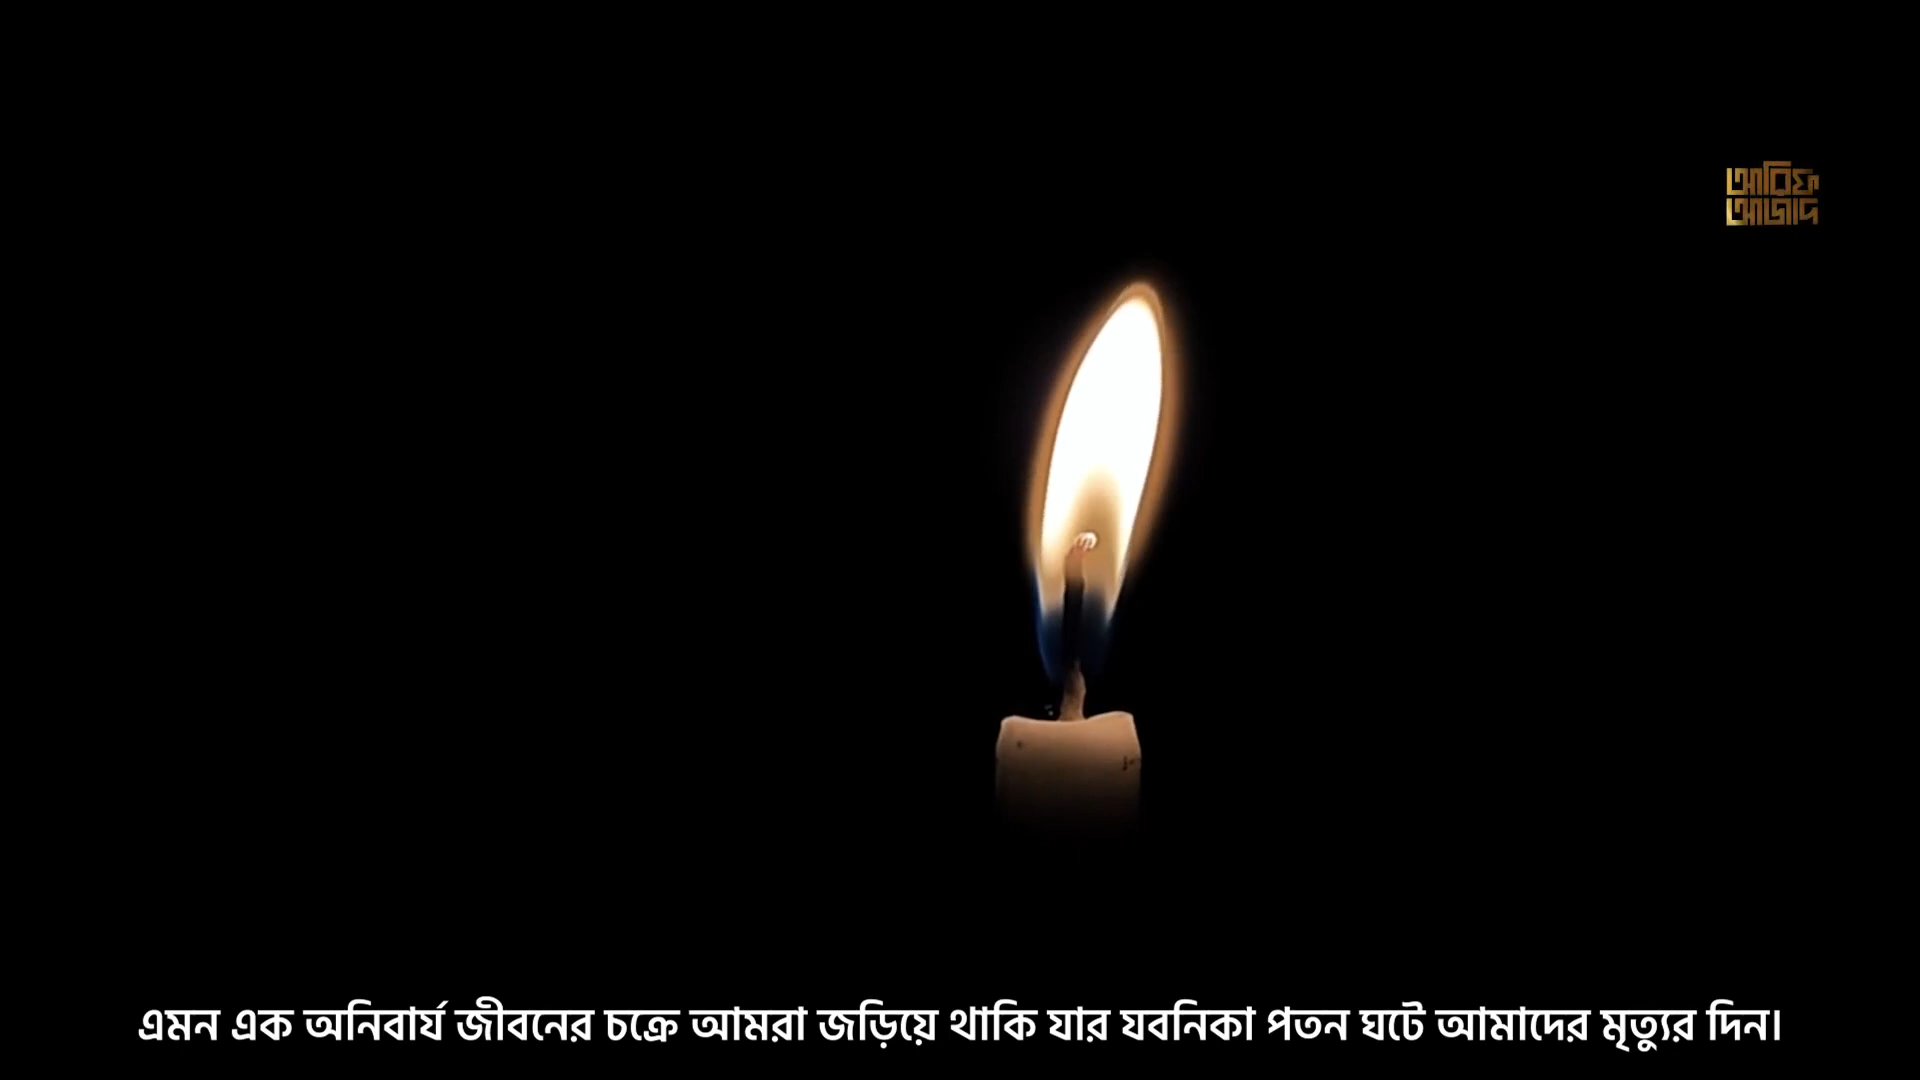 আরিফ
আজাদ
এমন এক অনিবার্য জীবনের চক্রে আমরা জড়িয়ে থাকি যার যবনিকা পতন ঘটে আমাদের মৃত্যুর দিন।